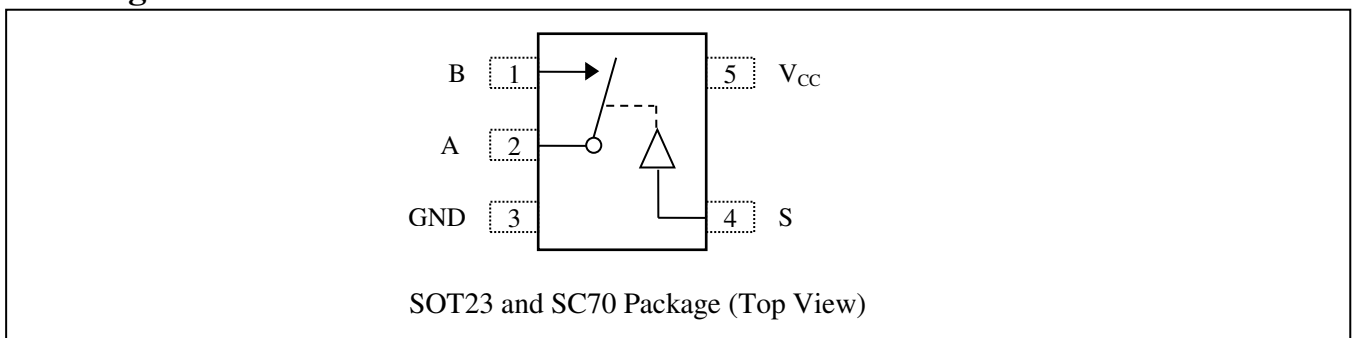 B 1 5 VCC
A 2
GND 3 4 S
SOT23 and SC70 Package (Top View)